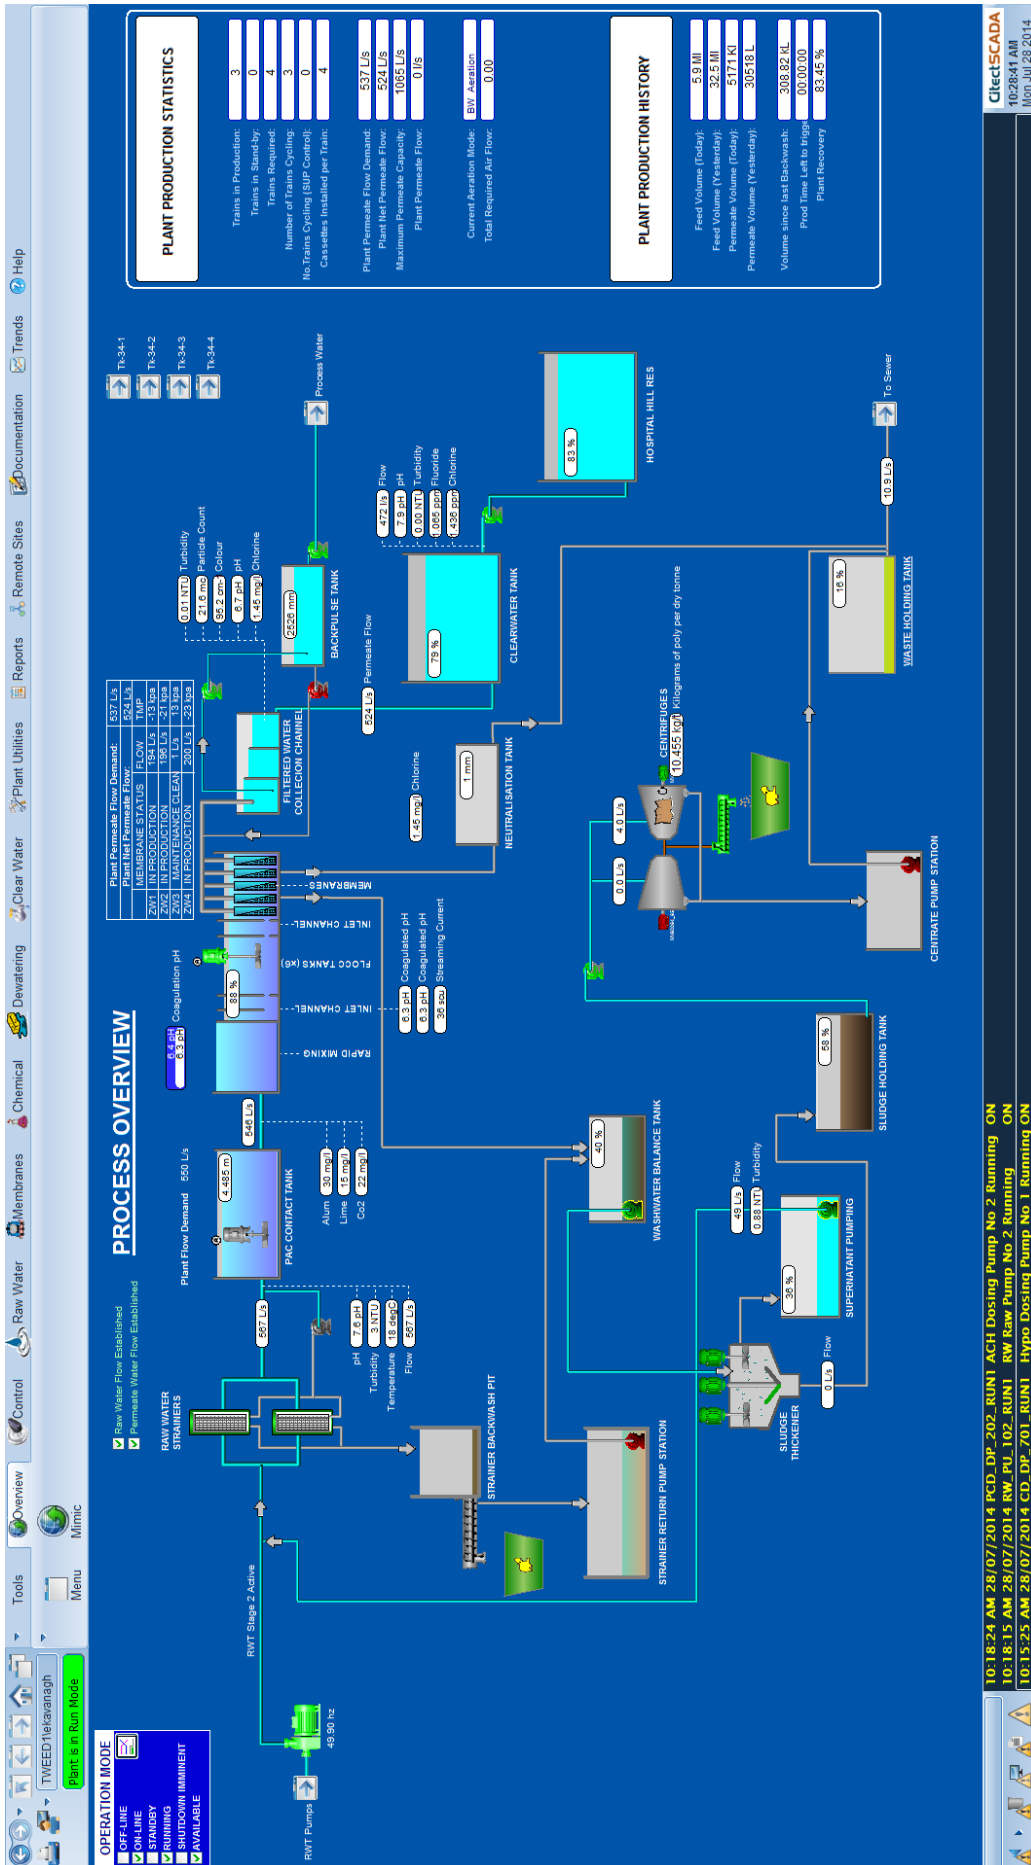 Tools
Overview
Control
Raw Water
Membranes
Chemical
Dewatering
Clear Water
Plant Utilities
Reports
Remote Sites
Documentation
Trends
Help
TWEED1\ekavanagh
Menu
Mimic
Plant is in Run Mode
OPERATION MODE
OFF-LINE
ON-LINE
STANDBY
RUNNING
SHUTDOWN IMMINENT
AVAILABLE
Raw Water Flow Established
Permeate Water Flow Established
PROCESS OVERVIEW
Plant Flow Demand 550 L/s
RWT Pumps
49.90 hz
RWT Stage 2 Active
RAW WATER
STRAINERS
567 L/s
pH 7.6 pH
Turbidity 3 NTU
Temperature 18 degC
Flow 567 L/s
4.485 m
PAC CONTACT TANK
546 L/s
Alum 30 mg/l
Lime 15 mg/l
Co2 22 mg/l
6.4 pH Coagulation pH
6.3 pH
88 %
RAPID MIXING
INLET CHANNEL
FLOCC TANKS (x6)
INLET CHANNEL
MEMBRANES
6.3 pH Coagulated pH
6.3 pH Coagulated pH
36 scu Streaming Current
Plant Permeate Flow Demand: 537 L/s
Plant Net Permeate Flow: 524 L/s
MEMBRANE STATUS FLOW TMP
ZW1 IN PRODUCTION 194 L/s -13 kpa
ZW2 IN PRODUCTION 196 L/s -21 kpa
ZW3 MAINTENANCE CLEAN 1 L/s 13 kpa
ZW4 IN PRODUCTION 200 L/s -23 kpa
FILTERED WATER
COLLECION CHANNEL
0.01 NTU Turbidity
21.6 mc Particle Count
95.2 cm- Colour
6.7 pH pH
1.45 mg/l Chlorine
2526 mm
BACKPULSE TANK
Process Water
Tk-34-1
Tk-34-2
Tk-34-3
Tk-34-4
524 L/s Permeate Flow
79 %
CLEARWATER TANK
472 l/s Flow
7.9 pH pH
0.00 NTU Turbidity
1.065 ppm Fluoride
1.436 ppm Chlorine
83 %
HOSPITAL HILL RES
1.45 mg/l Chlorine
1 mm
NEUTRALISATION TANK
STRAINER BACKWASH PIT
STRAINER RETURN PUMP STATION
40 %
WASHWATER BALANCE TANK
49 L/s Flow
0.88 NTU Turbidity
36 %
SUPERNATANT PUMPING
SLUDGE
THICKENER
0 L/s Flow
58 %
SLUDGE HOLDING TANK
0.0 L/s
4.0 L/s
CENTRIFUGES
10.455 kg/t Kilograms of poly per dry tonne
CENTRATE PUMP STATION
16 %
WASTE HOLDING TANK
10.9 L/s
To Sewer
PLANT PRODUCTION STATISTICS
Trains in Production: 3
Trains in Stand-by: 0
Trains Required: 4
Number of Trains Cycling: 3
No.Trains Cycling (SUP Control): 0
Cassettes Installed per Train: 4
Plant Permeate Flow Demand: 537 L/s
Plant Net Permeate Flow: 524 L/s
Maximum Permeate Capacity: 1065 L/s
Plant Permeate Flow: 0 l/s
Current Aeration Mode: BW Aeration
Total Required Air Flow: 0.00
PLANT PRODUCTION HISTORY
Feed Volume (Today): 5.9 Ml
Feed Volume (Yesterday): 32.5 Ml
Permeate Volume (Today): 5171 Kl
Permeate Volume (Yesterday): 30518 L
Volume since last Backwash: 308.82 kL
Prod Time Left to trigge 00:00:00
Plant Recovery 83.45 %
10:18:24 AM 28/07/2014 PCD_DP_202_RUN1 ACH Dosing Pump No 2 Running ON
10:18:15 AM 28/07/2014 RW_PU_102_RUN1 RW Raw Pump No 2 Running ON
10:15:25 AM 28/07/2014 CD_DP_701_RUN1 Hypo Dosing Pump No Running ON
CitectSCADA
10:28:41 AM
Mon Jul 28 2014